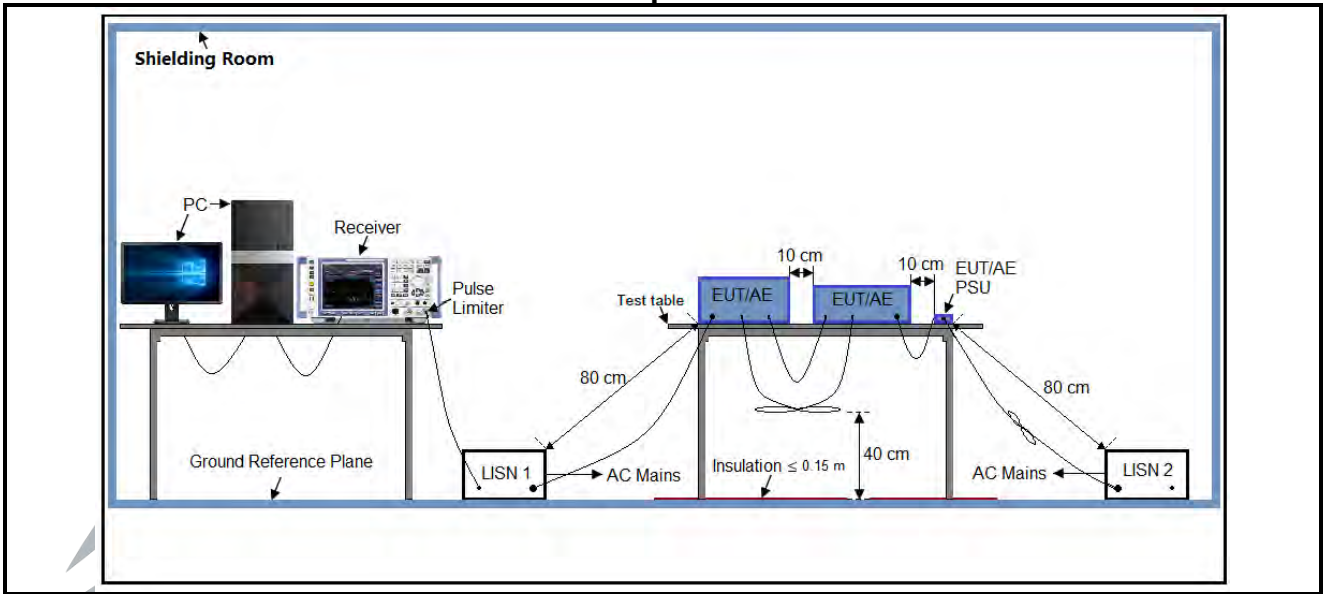 Shielding Room
PC
Receiver
Pulse
Limiter
10 cm
10 cm
EUT/AE
PSU
Test table
EUT/AE
EUT/AE
80 cm
80 cm
Ground Reference Plane
LISN 1
AC Mains
Insulation ≤ 0.15 m
40 cm
AC Mains
LISN 2